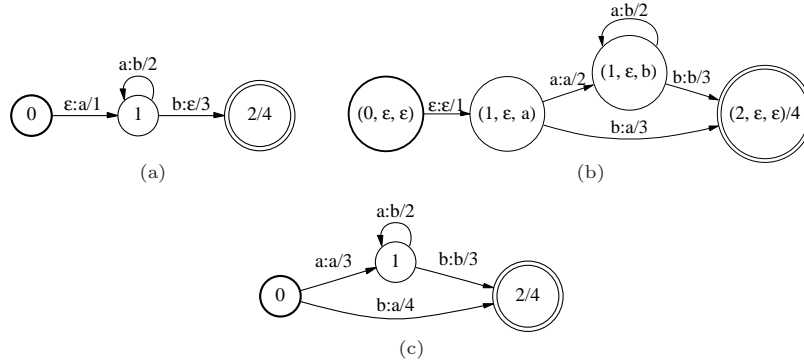 a:b/2
ε:a/1
b:ε/3
0
1
2/4
(a)
a:b/2
(1, ε, b)
a:a/2
b:b/3
ε:ε/1
(0, ε, ε)
(1, ε, a)
(2, ε, ε)/4
b:a/3
(b)
a:b/2
1
a:a/3
b:b/3
0
2/4
b:a/4
(c)